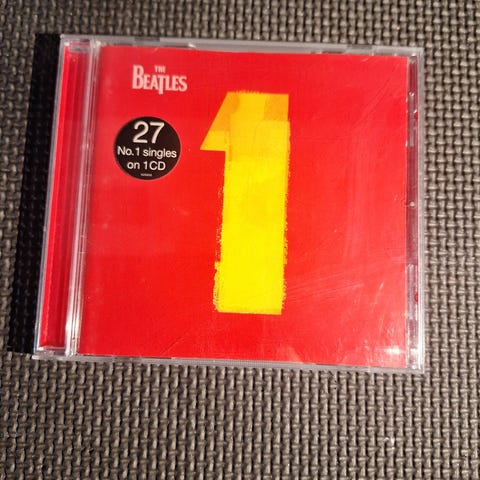 THE
BEATLES
1
27
No.1 singles
on 1CD